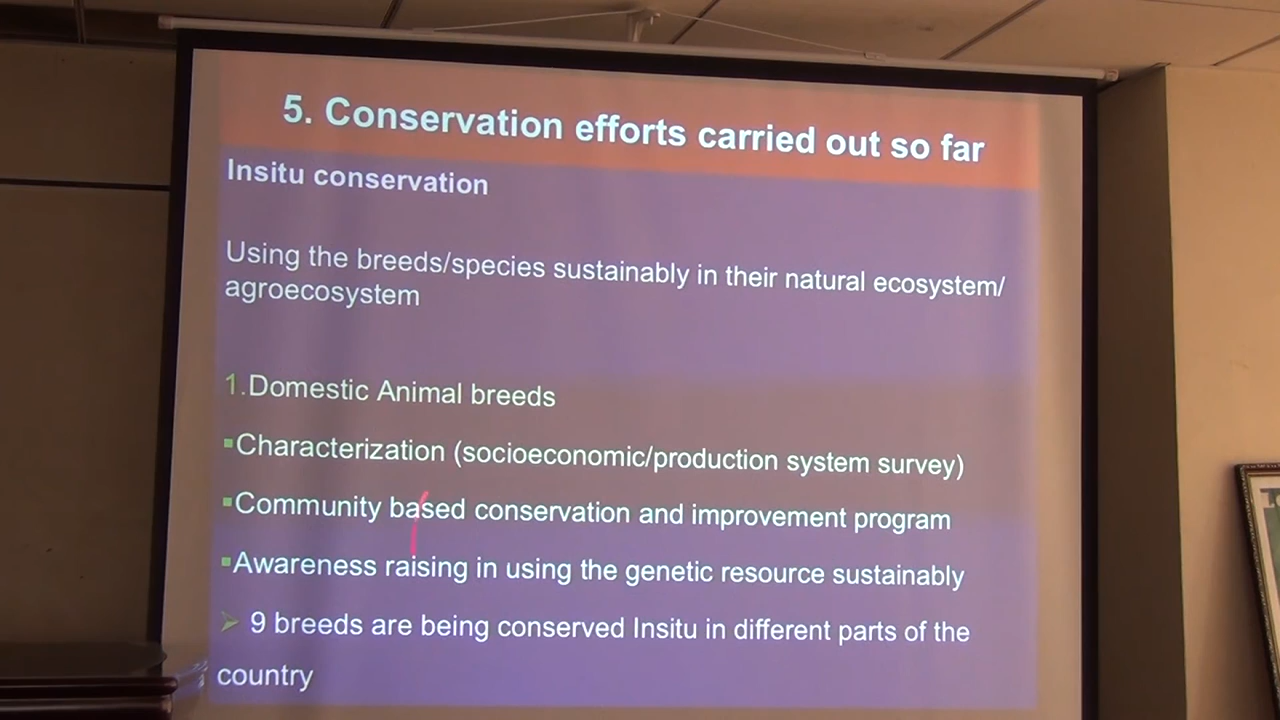 5. Conservation efforts carried out so far
Insitu conservation
Using the breeds/species sustainably in their natural ecosystem/
agroecosystem
1.Domestic Animal breeds
▪Characterization (socioeconomic/production system survey)
▪Community based conservation and improvement program
▪Awareness raising in using the genetic resource sustainably
➤ 9 breeds are being conserved Insitu in different parts of the
country